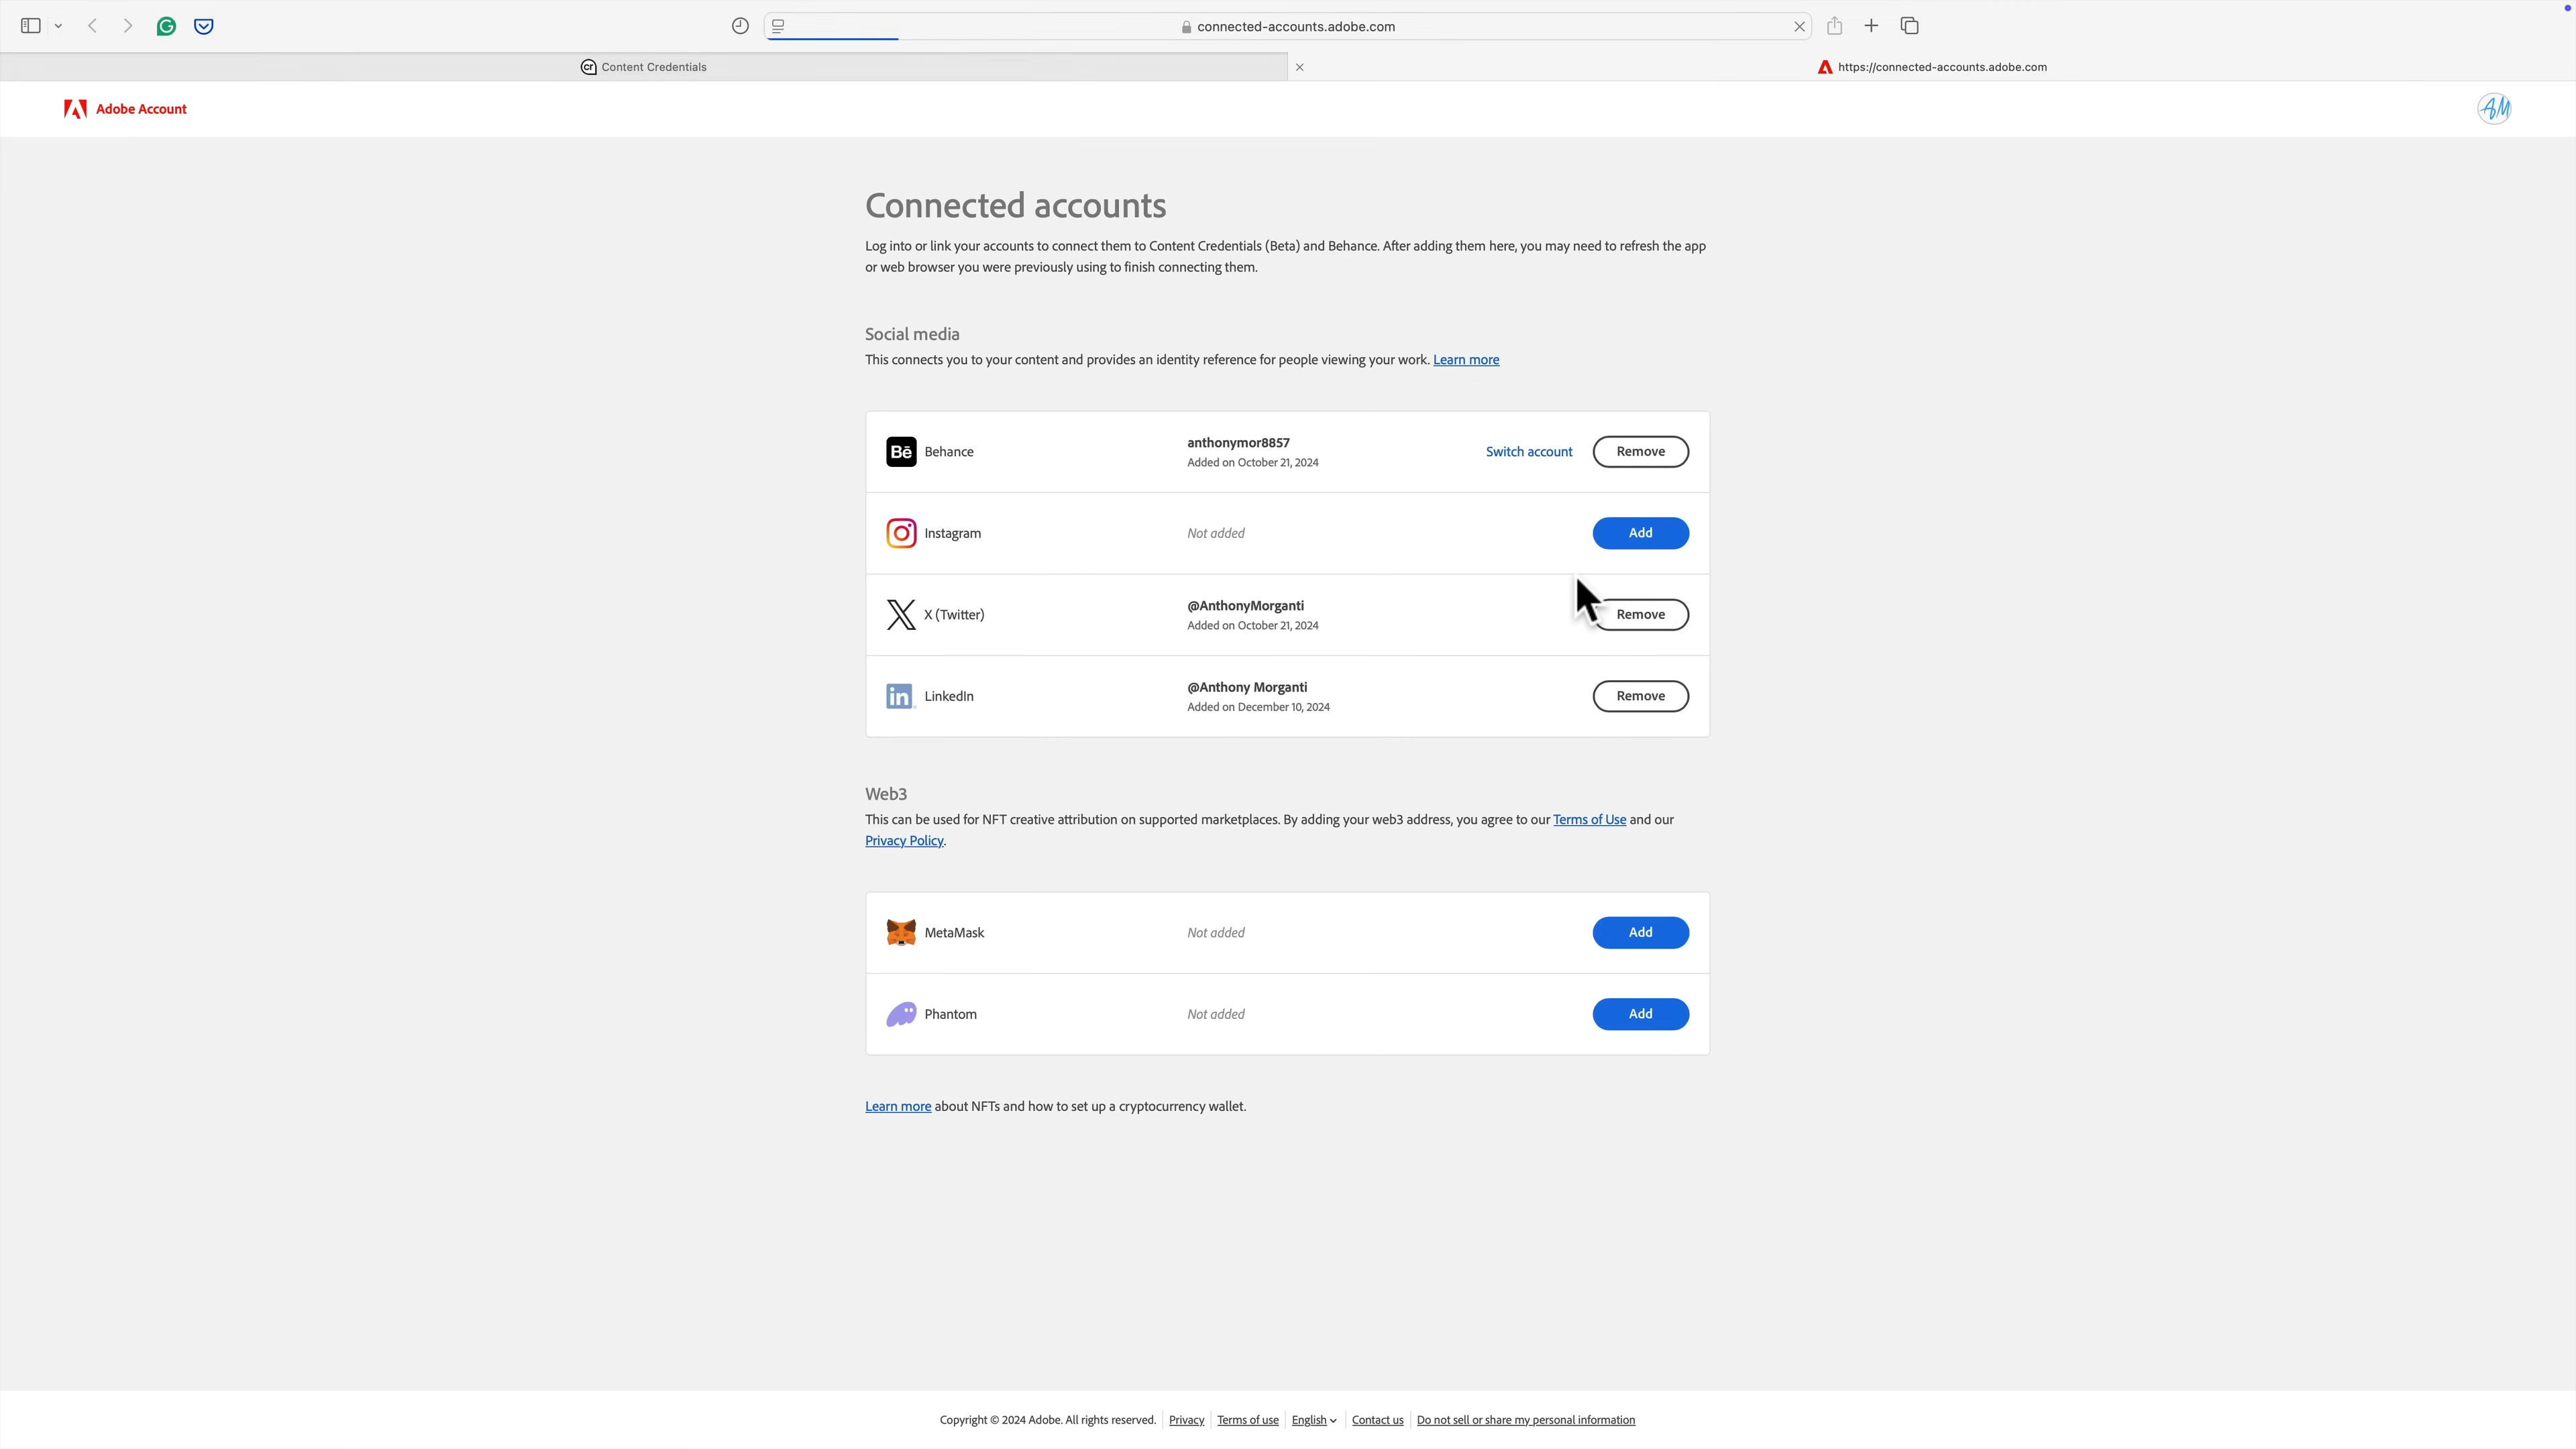 connected-accounts.adobe.com
Content Credentials
https://connected-accounts.adobe.com
Adobe Account
AM
Connected accounts
Log into or link your accounts to connect them to Content Credentials (Beta) and Behance. After adding them here, you may need to refresh the app
or web browser you were previously using to finish connecting them.
Social media
This connects you to your content and provides an identity reference for people viewing your work. Learn more
Bē Behance
anthonymor8857
Added on October 21, 2024
Switch account
Remove
Instagram
Not added
Add
X (Twitter)
@AnthonyMorganti
Added on October 21, 2024
Remove
in LinkedIn
@Anthony Morganti
Added on December 10, 2024
Remove
Web3
This can be used for NFT creative attribution on supported marketplaces. By adding your web3 address, you agree to our Terms of Use and our
Privacy Policy.
MetaMask
Not added
Add
Phantom
Not added
Add
Learn more about NFTs and how to set up a cryptocurrency wallet.
Copyright © 2024 Adobe. All rights reserved. Privacy Terms of use English Contact us Do not sell or share my personal information